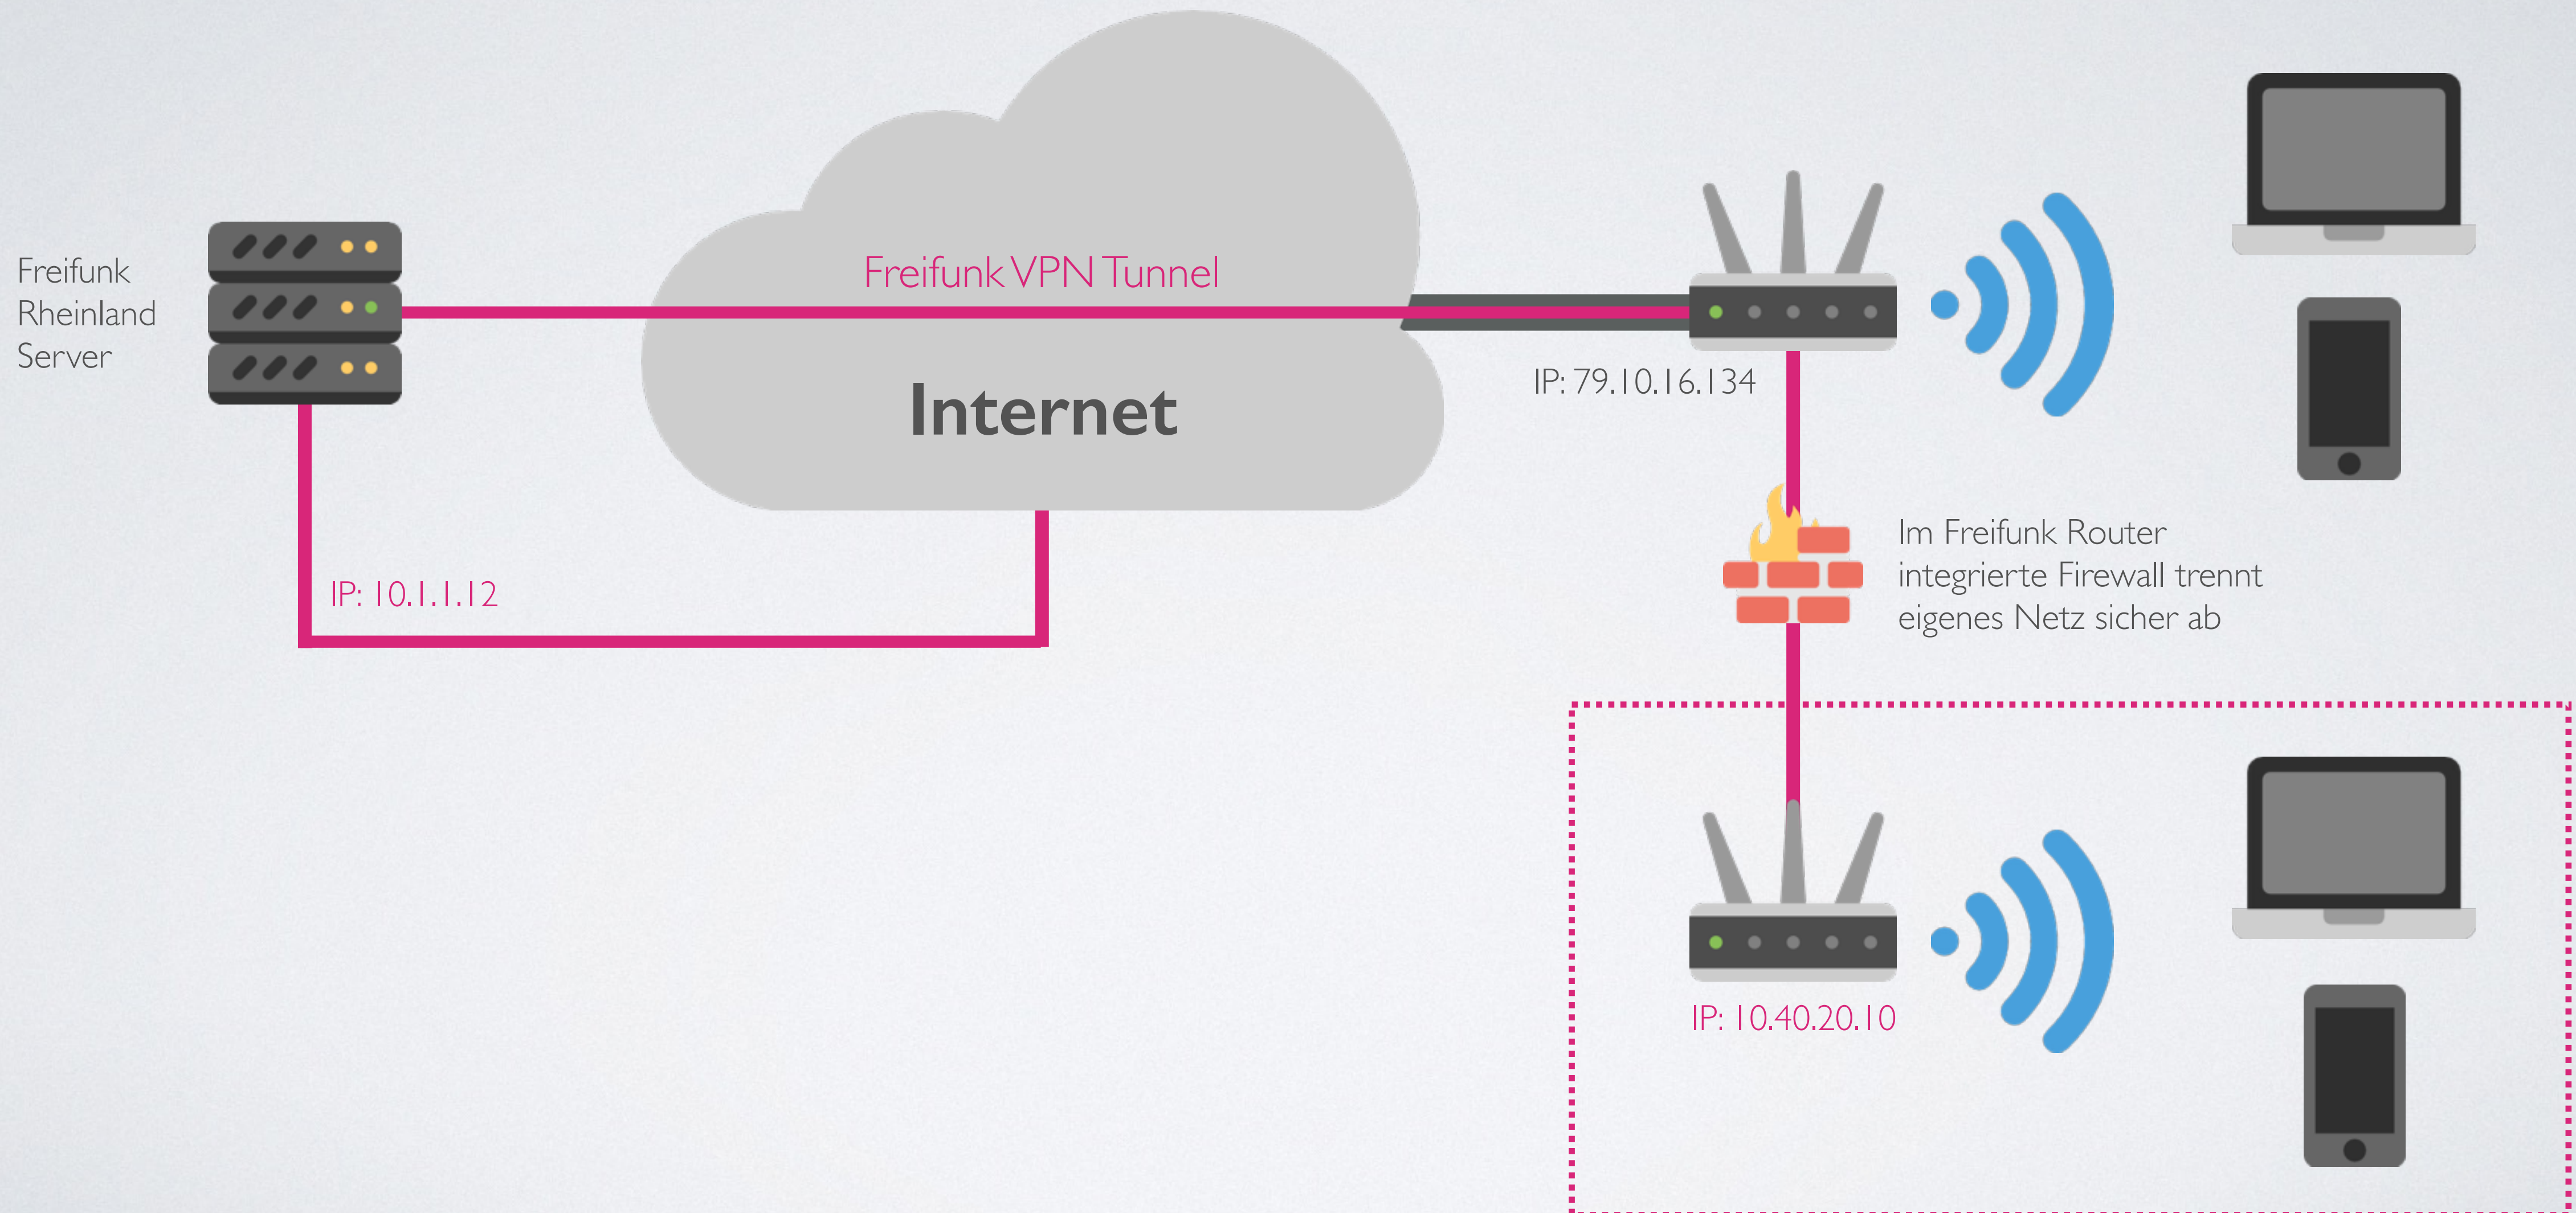 Freifunk
Rheinland
Server
Freifunk VPN Tunnel
Internet
IP: 79.10.16.134
IP: 10.1.1.12
Im Freifunk Router
integrierte Firewall trennt
eigenes Netz sicher ab
IP: 10.40.20.10